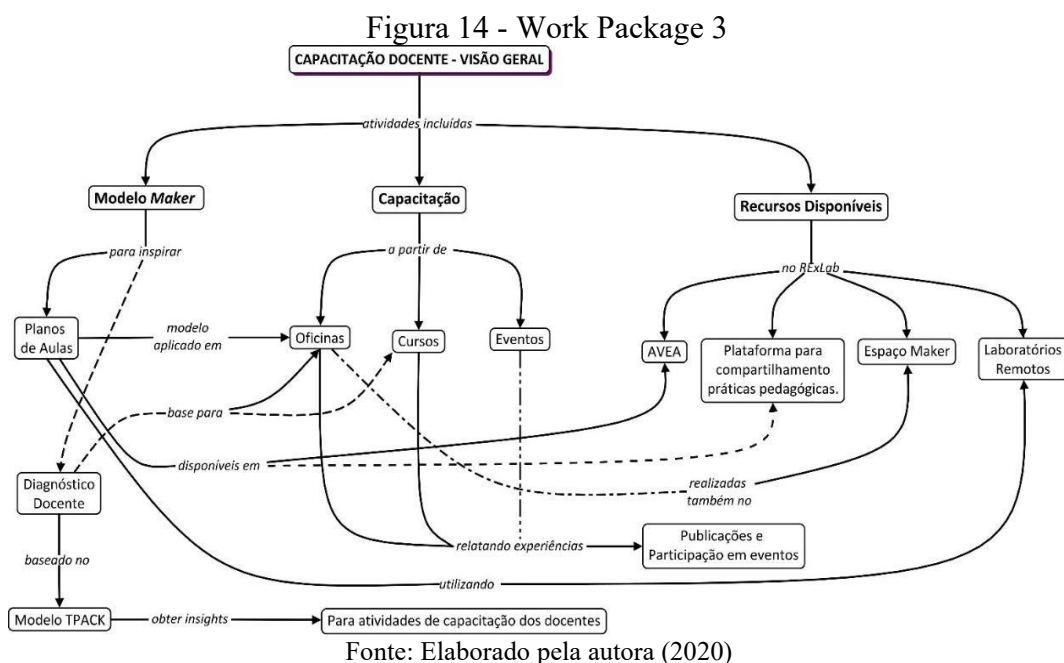 Figura 14 - Work Package 3
CAPACITAÇÃO DOCENTE - VISÃO GERAL
atividades incluídas
Modelo Maker
Capacitação
Recursos Disponíveis
para inspirar
a partir de
no RExLab
Planos
de Aulas
modelo
aplicado em
Oficinas
Cursos
Eventos
AVEA
Plataforma para
compartilhamento
práticas pedagógicas.
Espaço Maker
Laboratórios
Remotos
base para
disponíveis em
Diagnóstico
Docente
realizadas
também no
baseado no
relatando experiências
Publicações e
Participação em eventos
utilizando
Modelo TPACK
obter insights
Para atividades de capacitação dos docentes
Fonte: Elaborado pela autora (2020)